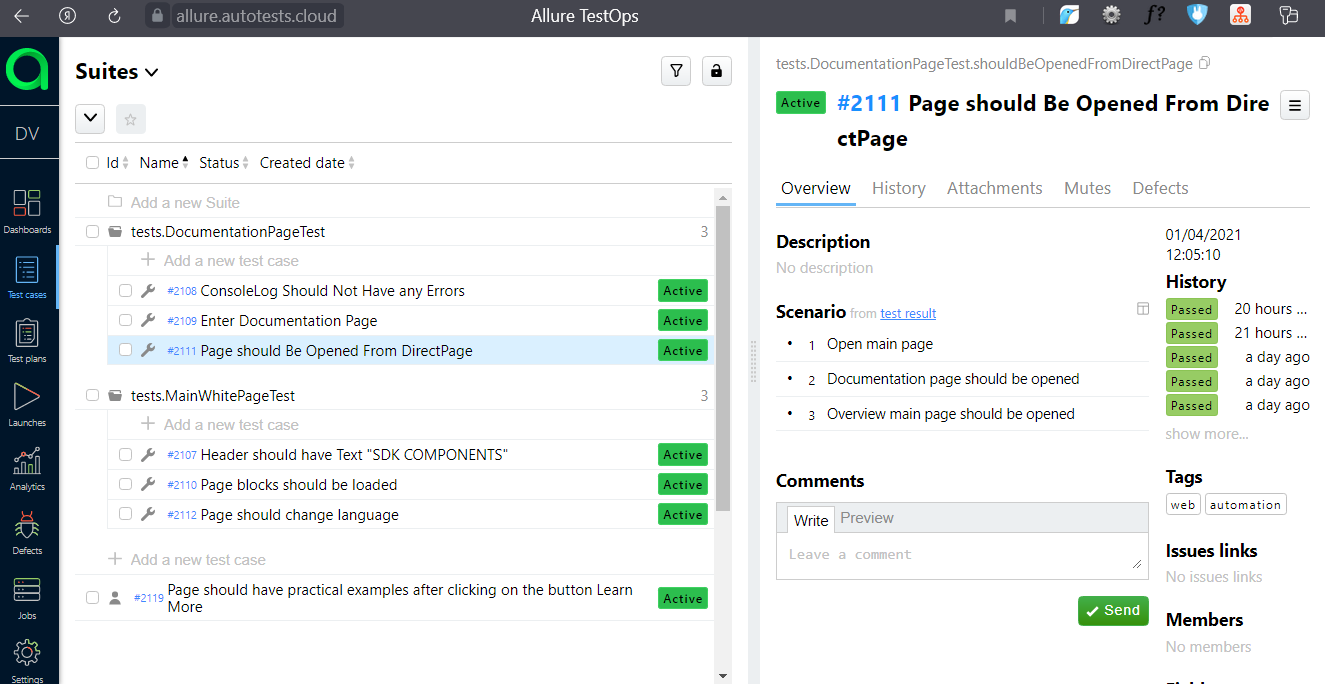 allure.autotests.cloud
Allure TestOps
f?
DV
Dashboards
Test cases
Test plans
Launches
Analytics
Defects
Jobs
Settings
Suites
Id Name Status Created date
Add a new Suite
tests.DocumentationPageTest 3
Add a new test case
#2108 ConsoleLog Should Not Have any Errors Active
#2109 Enter Documentation Page Active
#2111 Page should Be Opened From DirectPage Active
tests.MainWhitePageTest 3
Add a new test case
#2107 Header should have Text "SDK COMPONENTS" Active
#2110 Page blocks should be loaded Active
#2112 Page should change language Active
Add a new test case
#2119 Page should have practical examples after clicking on the button Learn
More Active
tests.DocumentationPageTest.shouldBeOpenedFromDirectPage
Active #2111 Page should Be Opened From Dire
ctPage
Overview History Attachments Mutes Defects
Description
No description
Scenario from test result
• 1 Open main page
• 2 Documentation page should be opened
• 3 Overview main page should be opened
Comments
Write Preview
Leave a comment
Send
01/04/2021
12:05:10
History
Passed 20 hours ...
Passed 21 hours ...
Passed a day ago
Passed a day ago
Passed a day ago
show more...
Tags
web automation
Issues links
No issues links
Members
No members